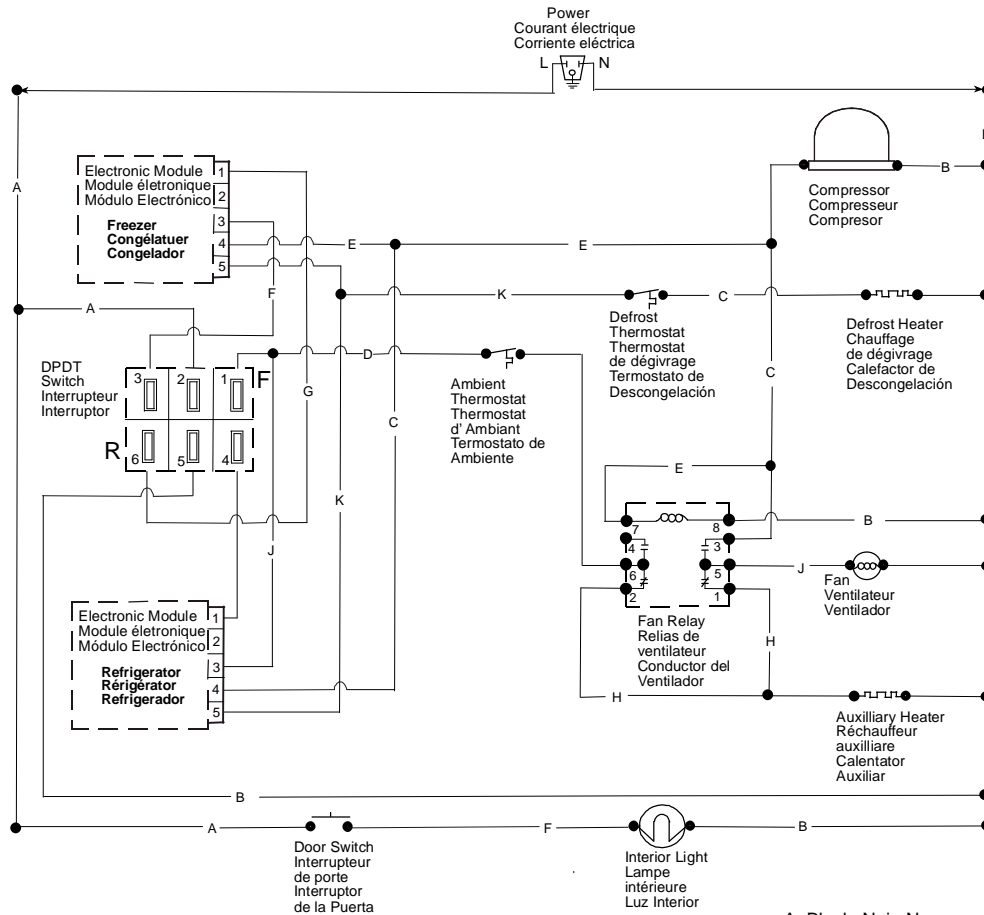 Power
Courant électrique
Corriente eléctrica
L N
A
Electronic Module
Module életronique
Módulo Electrónico
Freezer
Congélatuer
Congelador
1
2
3
4
5
Compressor
Compresseur
Compresor
B
E
E
F
A
K
C
Defrost
Thermostat
Thermostat
de dégivrage
Termostato de
Descongelación
Defrost Heater
Chauffage
de dégivrage
Calefactor de
Descongelación
DPDT
Switch
Interrupteur
Interruptor
3 2 1 F
R 6 5 4
D
G
C
C
Ambient
Thermostat
Thermostat
d' Ambiant
Termostato de
Ambiente
E
K
J
7 8
4 3
6 5
2 1
B
J
Fan
Ventilateur
Ventilador
Fan Relay
Relias de
ventilateur
Conductor del
Ventilador
H
H
Electronic Module
Module életronique
Módulo Electrónico
Refrigerator
Rérigérator
Refrigerador
1
2
3
4
5
Auxilliary Heater
Réchauffeur
auxilliare
Calentator
Auxiliar
B
A
F
B
Door Switch
Interrupteur
de porte
Interruptor
de la Puerta
Interior Light
Lampe
intérieure
Luz Interior